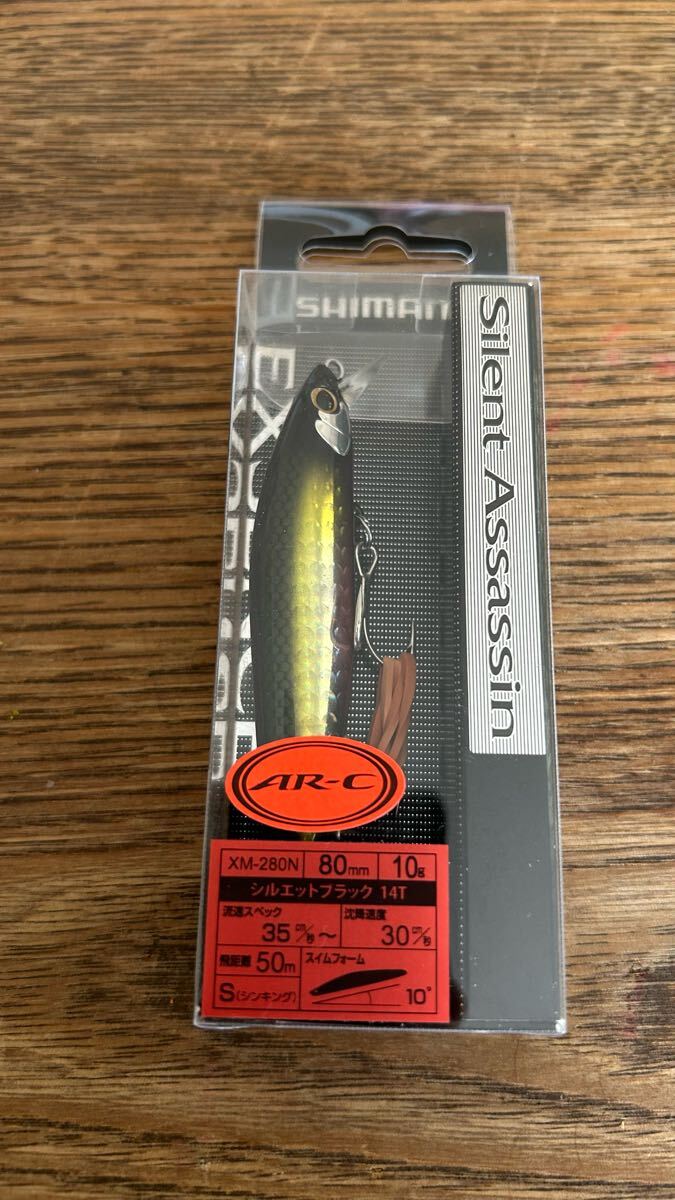 SHIMAN
Silent Assassin
AR-C
XM-280N 80mm 10g
シルエットブラック 14T
流速スペック 沈降速度
35cm/秒〜 30cm/秒
飛距離 50m スイムフォーム
S(シンキング) 10°